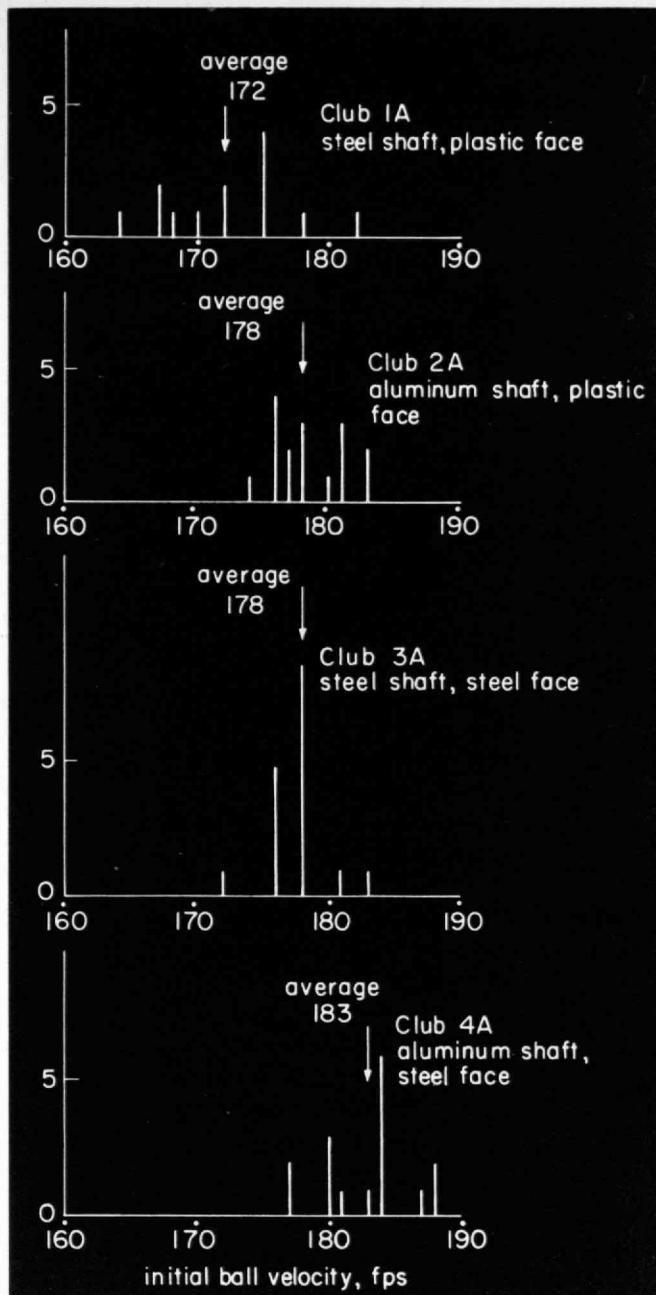 average
172
Club 1A
steel shaft, plastic face
5
0
160 170 180 190
average
178
Club 2A
aluminum shaft, plastic
face
5
0
160 170 180 190
average
178
Club 3A
steel shaft, steel face
5
0
160 170 180 190
average
183
Club 4A
aluminum shaft,
steel face
5
0
160 170 180 190
initial ball velocity, fps